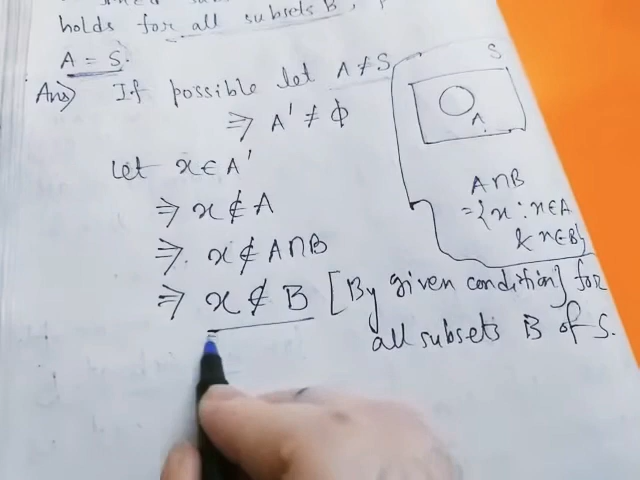 holds for all subsets B,
A = S.
Ans) If possible let A ≠ S
⇒ A' ≠ ϕ
let x ∈ A'
⇒ x ∉ A
⇒ x ∉ A∩B
⇒ x ∉ B [By given condition] for
all subsets B of S.
S
A
A∩B
={x : x∈A
& x∈B}